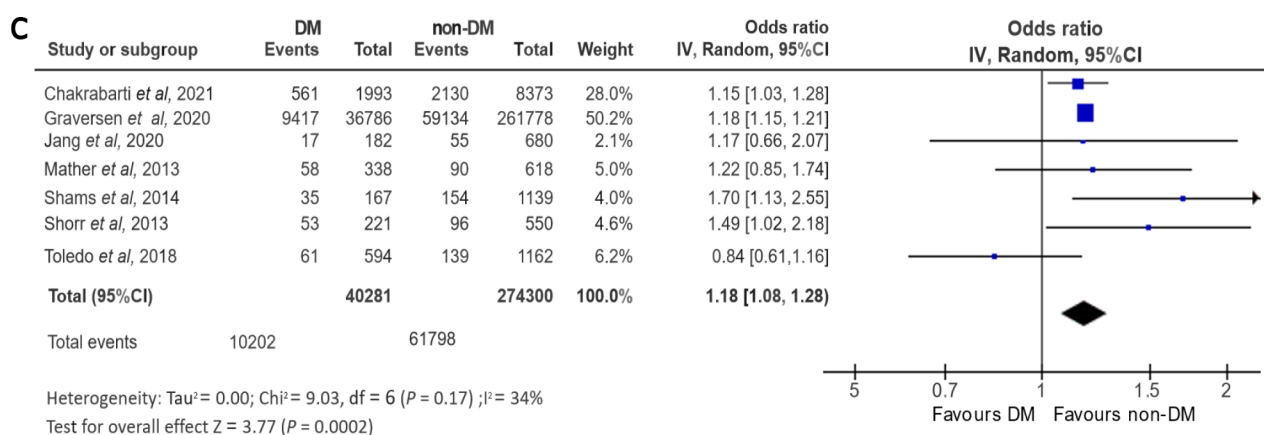 C
DM non-DM Odds ratio Odds ratio
Study or subgroup Events Total Events Total Weight IV, Random, 95%CI IV, Random, 95%CI
Chakrabarti et al, 2021 561 1993 2130 8373 28.0% 1.15 [1.03, 1.28]
Graversen et al, 2020 9417 36786 59134 261778 50.2% 1.18 [1.15, 1.21]
Jang et al, 2020 17 182 55 680 2.1% 1.17 [0.66, 2.07]
Mather et al, 2013 58 338 90 618 5.0% 1.22 [0.85, 1.74]
Shams et al, 2014 35 167 154 1139 4.0% 1.70 [1.13, 2.55]
Shorr et al, 2013 53 221 96 550 4.6% 1.49 [1.02, 2.18]
Toledo et al, 2018 61 594 139 1162 6.2% 0.84 [0.61,1.16]
Total (95%CI) 40281 274300 100.0% 1.18 [1.08, 1.28)
Total events 10202 61798
5 0.7 1 1.5 2
Favours DM Favours non-DM
Heterogeneity: Tau² = 0.00; Chi² = 9.03, df = 6 (P = 0.17) ;I² = 34%
Test for overall effect Z = 3.77 (P = 0.0002)